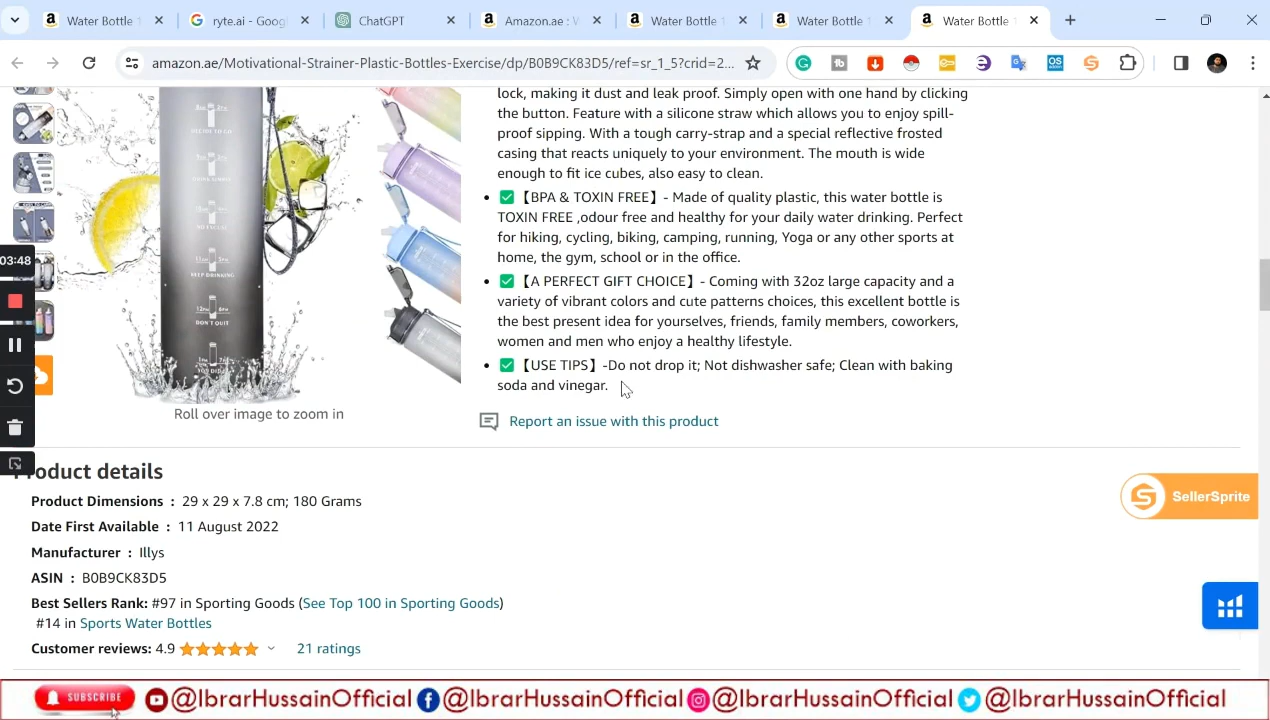 Water Bottle
ryte.ai - Goog
ChatGPT
Amazon.ae : W
Water Bottle
Water Bottle
Water Bottle
amazon.ae/Motivational-Strainer-Plastic-Bottles-Exercise/dp/B0B9CK83D5/ref=sr_1_5?crid=2...
lock, making it dust and leak proof. Simply open with one hand by clicking
the button. Feature with a silicone straw which allows you to enjoy spill-
proof sipping. With a tough carry-strap and a special reflective frosted
casing that reacts uniquely to your environment. The mouth is wide
enough to fit ice cubes, also easy to clean.
• ✅【BPA & TOXIN FREE】- Made of quality plastic, this water bottle is
TOXIN FREE ,odour free and healthy for your daily water drinking. Perfect
for hiking, cycling, biking, camping, running, Yoga or any other sports at
home, the gym, school or in the office.
• ✅【A PERFECT GIFT CHOICE】- Coming with 32oz large capacity and a
variety of vibrant colors and cute patterns choices, this excellent bottle is
the best present idea for yourselves, friends, family members, coworkers,
women and men who enjoy a healthy lifestyle.
• ✅【USE TIPS】-Do not drop it; Not dishwasher safe; Clean with baking
soda and vinegar.
KEEP DRINKING
DON'T QUIT
03:48
Roll over image to zoom in
Report an issue with this product
Product details
Product Dimensions : 29 x 29 x 7.8 cm; 180 Grams
Date First Available : 11 August 2022
Manufacturer : Illys
ASIN : B0B9CK83D5
Best Sellers Rank: #97 in Sporting Goods (See Top 100 in Sporting Goods)
#14 in Sports Water Bottles
Customer reviews: 4.9 21 ratings
SellerSprite
SUBSCRIBE @IbrarHussainOfficial @IbrarHussainOfficial @IbrarHussainOfficial @IbrarHussainOfficial